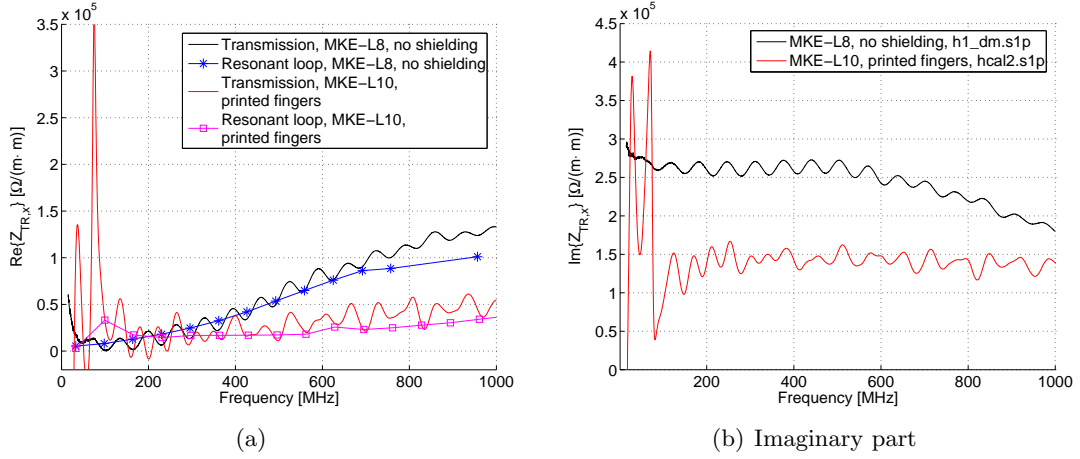 x 10^5
3.5
3
2.5
2
1.5
1
0.5
0
Re{Z_TR,x} [Ω/(m· m)]
Transmission, MKE−L8, no shielding
Resonant loop, MKE−L8, no shielding
Transmission, MKE−L10,
printed fingers
Resonant loop, MKE−L10,
printed fingers
0 200 400 600 800 1000
Frequency [MHz]
(a)
x 10^5
4.5
4
3.5
3
2.5
2
1.5
1
0.5
0
Im{Z_TR,x} [Ω/(m· m)]
MKE−L8, no shielding, h1_dm.s1p
MKE−L10, printed fingers, hcal2.s1p
200 400 600 800 1000
Frequency [MHz]
(b) Imaginary part